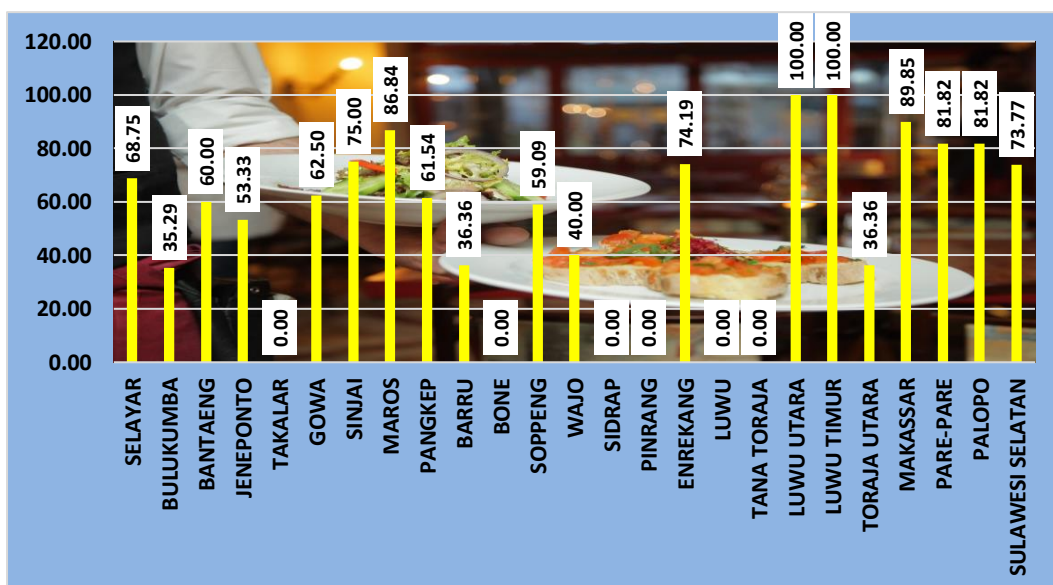 120.00
100.00
80.00
60.00
40.00
20.00
0.00
68.75
35.29
60.00
53.33
0.00
62.50
75.00
86.84
61.54
36.36
0.00
59.09
40.00
0.00
0.00
74.19
0.00
0.00
100.00
100.00
36.36
89.85
81.82
81.82
73.77
SELAYAR
BULUKUMBA
BANTAENG
JENEPONTO
TAKALAR
GOWA
SINJAI
MAROS
PANGKEP
BARRU
BONE
SOPPENG
WAJO
SIDRAP
PINRANG
ENREKANG
LUWU
TANA TORAJA
LUWU UTARA
LUWU TIMUR
TORAJA UTARA
MAKASSAR
PARE-PARE
PALOPO
SULAWESI SELATAN